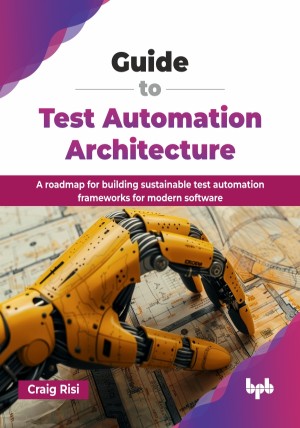 Guide
to
Test Automation
Architecture
A roadmap for building sustainable test automation
frameworks for modern software
Craig Risi
bpb